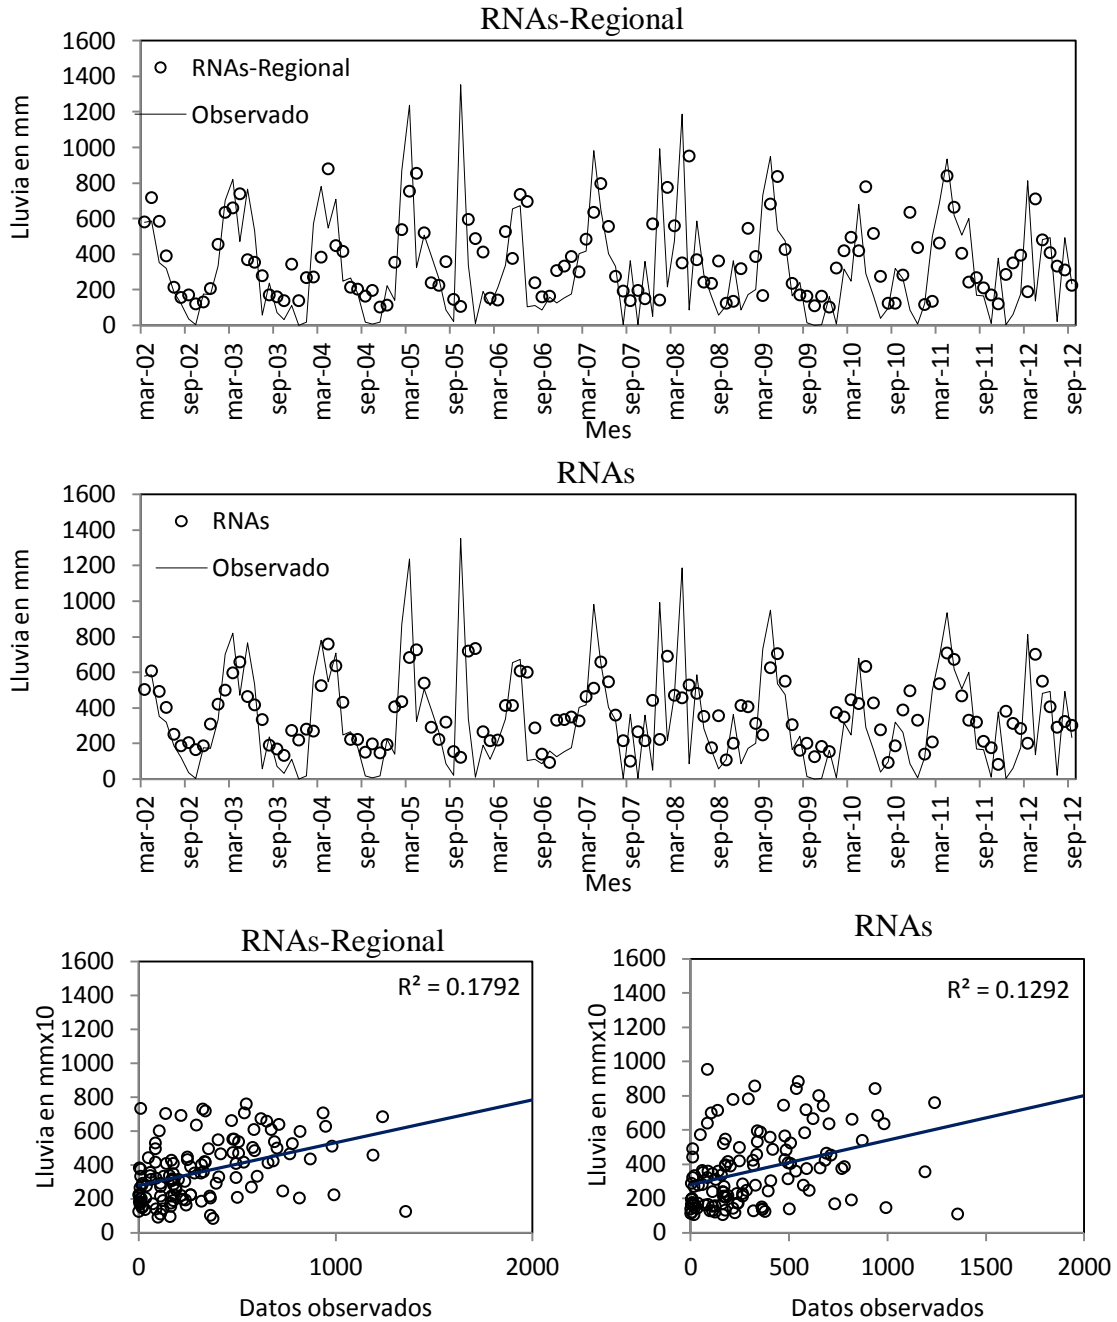 RNAs-Regional
1600
1400
1200
1000
800
600
400
200
0
Lluvia en mm
RNAs-Regional
Observado
mar-02
sep-02
mar-03
sep-03
mar-04
sep-04
mar-05
sep-05
mar-06
sep-06
mar-07
sep-07
mar-08
sep-08
mar-09
sep-09
mar-10
sep-10
mar-11
sep-11
mar-12
sep-12
Mes
RNAs
1600
1400
1200
1000
800
600
400
200
0
Lluvia en mm
RNAs
Observado
mar-02
sep-02
mar-03
sep-03
mar-04
sep-04
mar-05
sep-05
mar-06
sep-06
mar-07
sep-07
mar-08
sep-08
mar-09
sep-09
mar-10
sep-10
mar-11
sep-11
mar-12
sep-12
Mes
RNAs-Regional
1600
1400
1200
1000
800
600
400
200
0
Lluvia en mmx10
R² = 0.1792
0 1000 2000
Datos observados
RNAs
1600
1400
1200
1000
800
600
400
200
0
Lluvia en mmx10
R² = 0.1292
0 500 1000 1500 2000
Datos observados